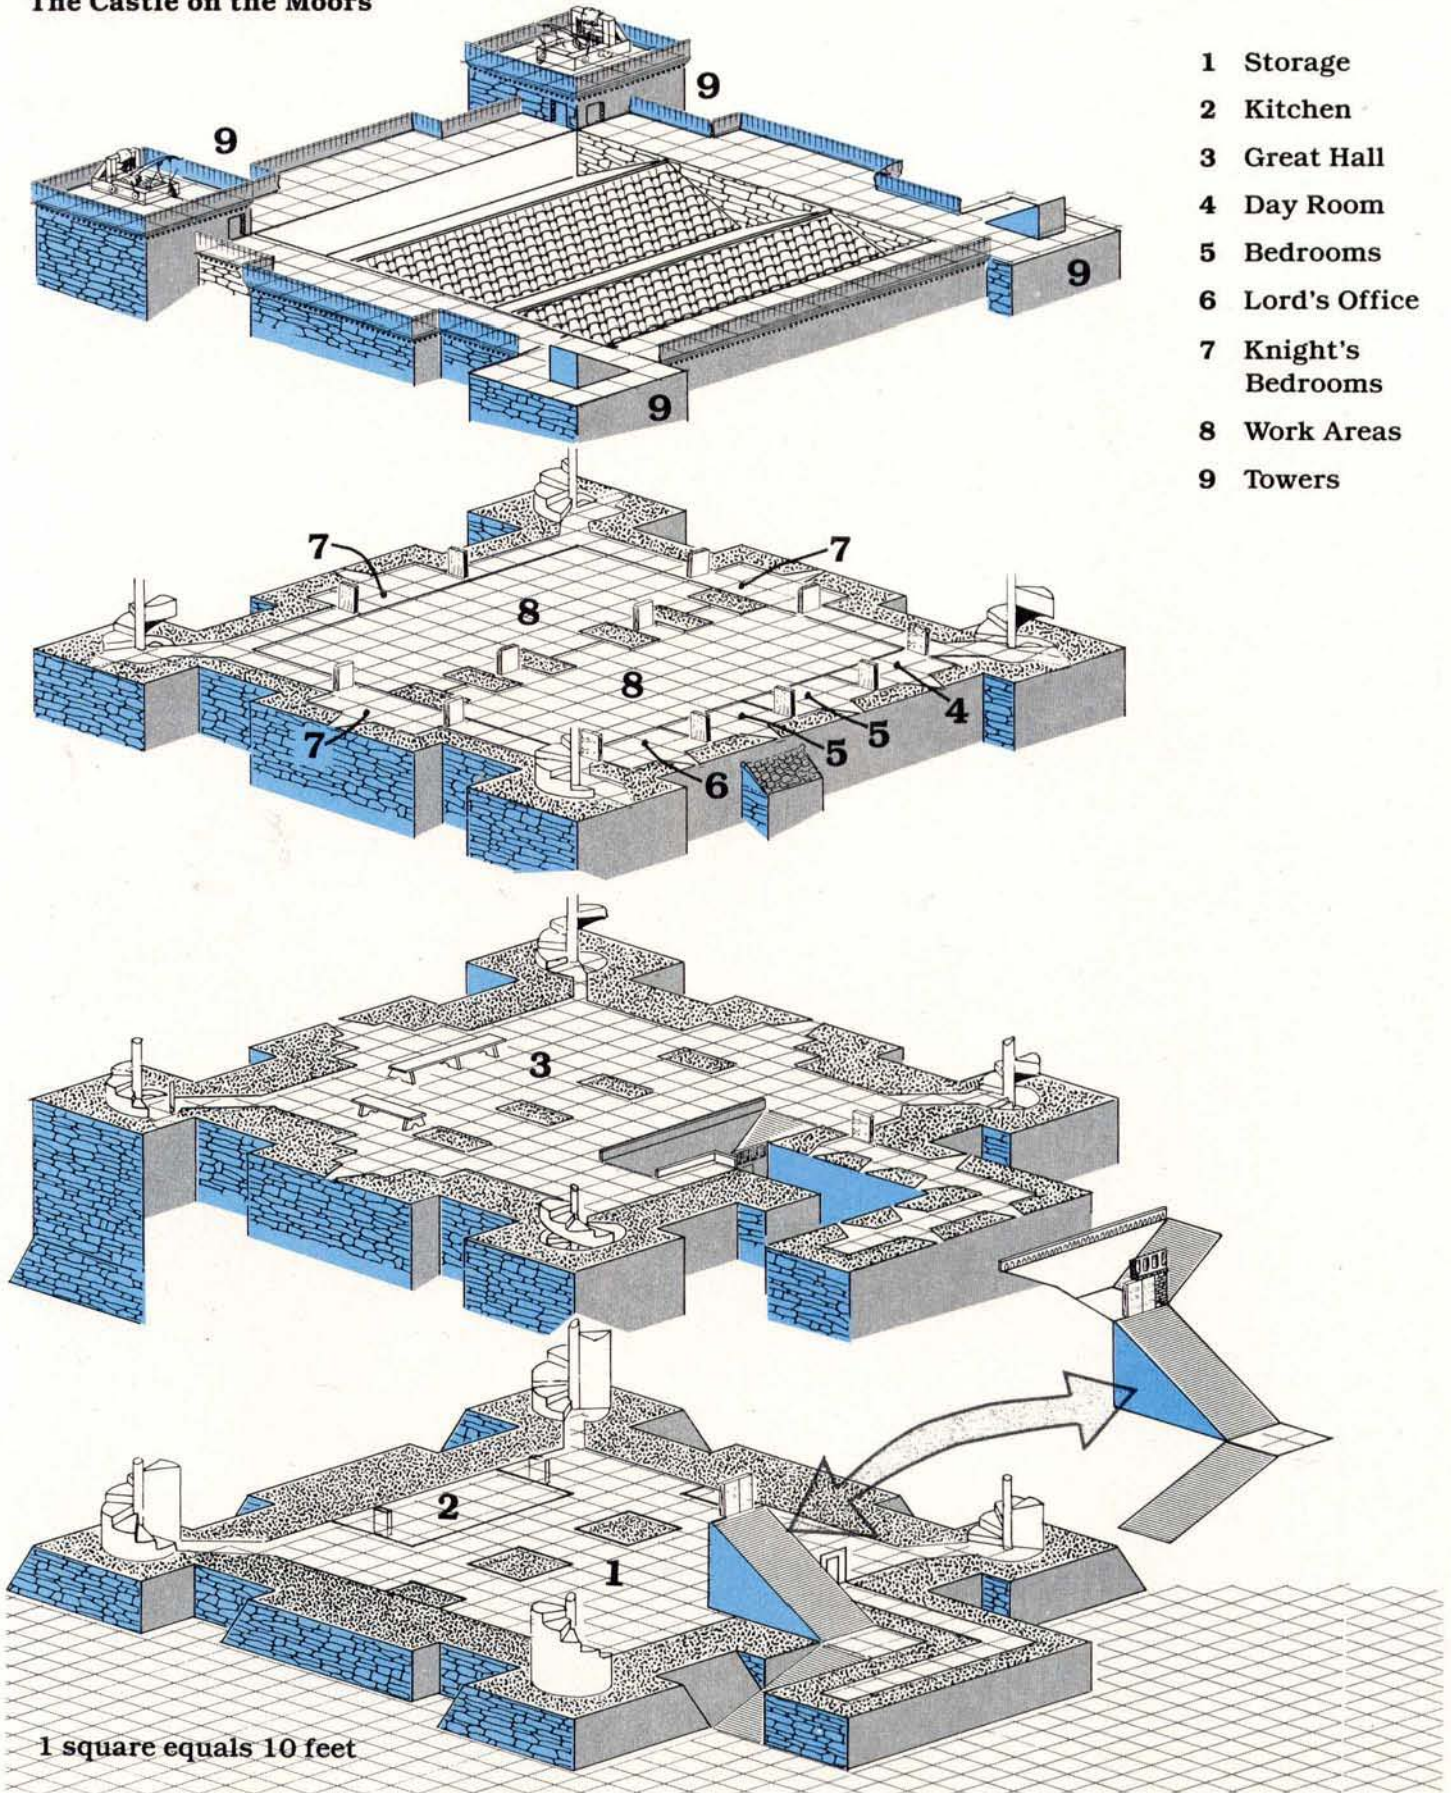 The Castle on the Moors
1 Storage
2 Kitchen
3 Great Hall
4 Day Room
5 Bedrooms
6 Lord's Office
7 Knight's
Bedrooms
8 Work Areas
9 Towers
9
9
9
9
7
7
8
8
4
5
5
7
6
3
2
1
1 square equals 10 feet